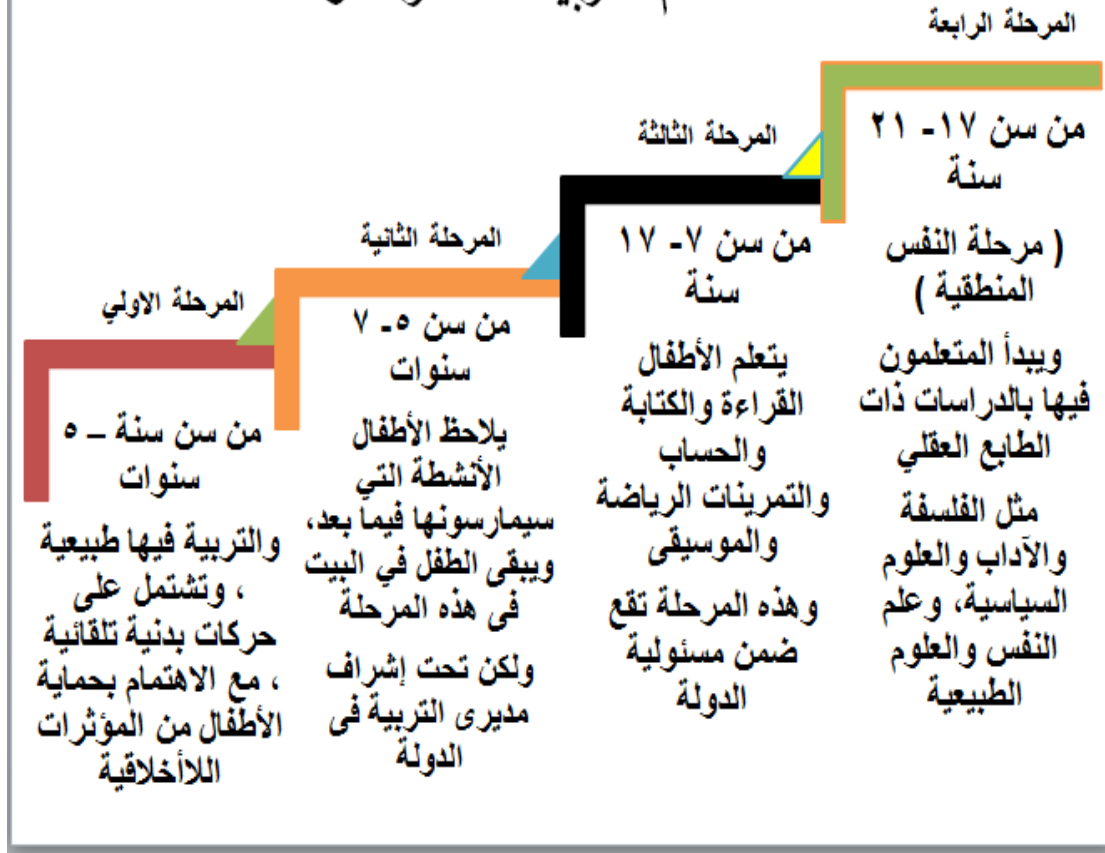 المرحلة الرابعة
من سن ١٧- ٢١
سنة
( مرحلة النفس
المنطقية )
ويبدأ المتعلمون
فيها بالدراسات ذات
الطابع العقلي
مثل الفلسفة
والآداب والعلوم
السياسية، وعلم
النفس والعلوم
الطبيعية
المرحلة الثالثة
من سن ٧- ١٧
سنة
يتعلم الأطفال
القراءة والكتابة
والحساب
والتمرينات الرياضة
والموسيقى
وهذه المرحلة تقع
ضمن مسئولية
الدولة
المرحلة الثانية
من سن ٥- ٧
سنوات
يلاحظ الأطفال
الأنشطة التي
سيمارسونها فيما بعد،
ويبقى الطفل في البيت
فى هذه المرحلة
ولكن تحت إشراف
مديرى التربية فى
الدولة
المرحلة الاولي
من سن سنة – ٥
سنوات
والتربية فيها طبيعية
، وتشتمل على
حركات بدنية تلقائية
، مع الاهتمام بحماية
الأطفال من المؤثرات
اللاأخلاقية